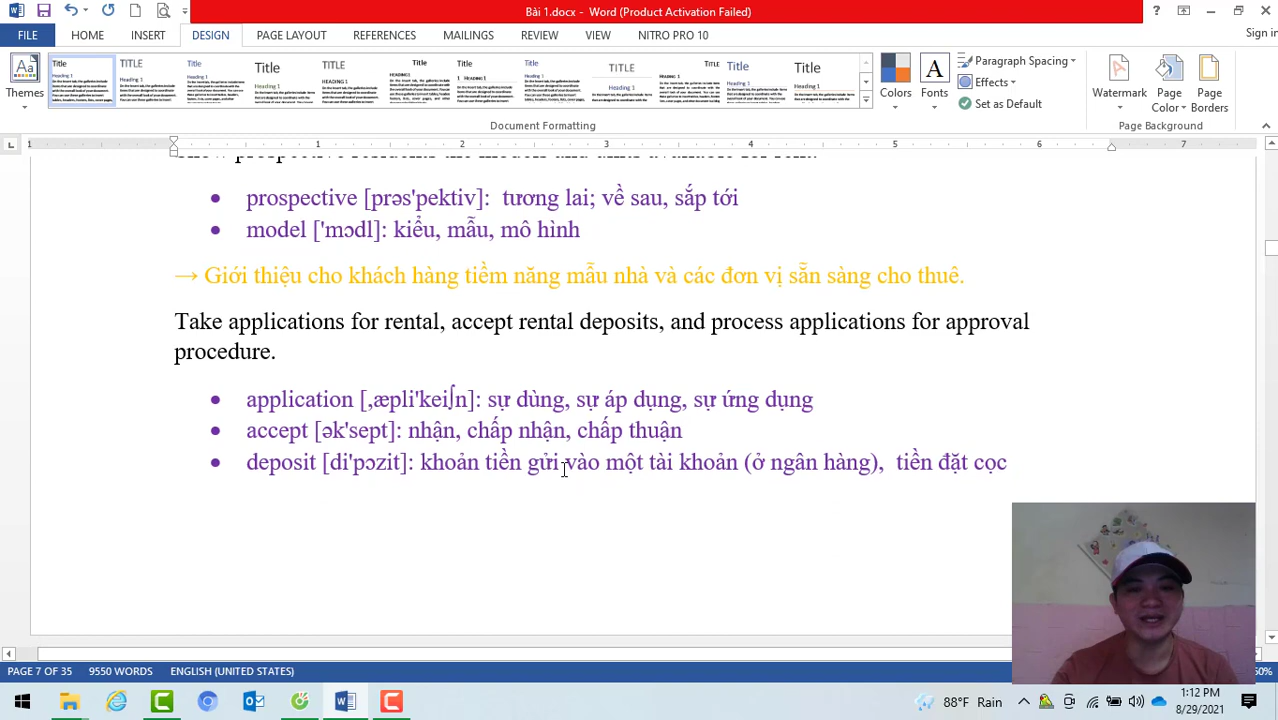 Bài 1.docx - Word (Product Activation Failed)
FILE HOME INSERT DESIGN PAGE LAYOUT REFERENCES MAILINGS REVIEW VIEW NITRO PRO 10 Sign in
Themes
Colors Fonts
Paragraph Spacing
Effects
Set as Default
Watermark Page Color Page Borders
Document Formatting Page Background
prospective [prəs'pektiv]: tương lai; về sau, sắp tới
model ['mɔdl]: kiểu, mẫu, mô hình
→ Giới thiệu cho khách hàng tiềm năng mẫu nhà và các đơn vị sẵn sàng cho thuê.
Take applications for rental, accept rental deposits, and process applications for approval
procedure.
application [,æpli'kei∫n]: sự dùng, sự áp dụng, sự ứng dụng
accept [ək'sept]: nhận, chấp nhận, chấp thuận
deposit [di'pɔzit]: khoản tiền gửi vào một tài khoản (ở ngân hàng), tiền đặt cọc
PAGE 7 OF 35 9550 WORDS ENGLISH (UNITED STATES)
88°F Rain
1:12 PM
8/29/2021